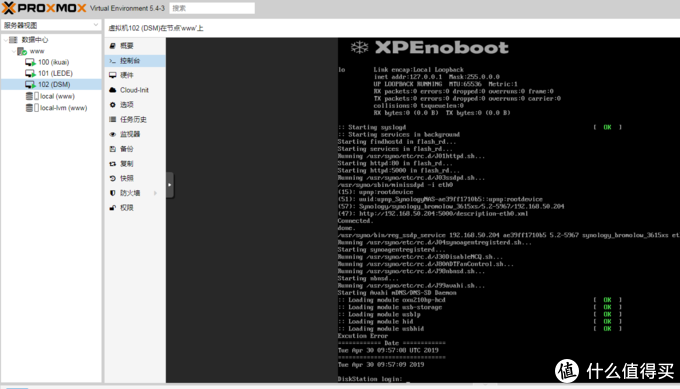 PROXMOX Virtual Environment 5.4-3 搜索
服务器视图
虚拟机102 (DSM)在节点'www'上
数据中心
www
100 (ikuai)
101 (LEDE)
102 (DSM)
local (www)
local-lvm (www)
概要
控制台
硬件
Cloud-Init
选项
任务历史
监视器
备份
复制
快照
防火墙
权限
XPEnoboot
lo Link encap:Local Loopback
inet addr:127.0.0.1 Mask:255.0.0.0
UP LOOPBACK RUNNING MTU:65536 Metric:1
RX packets:0 errors:0 dropped:0 overruns:0 frame:0
TX packets:0 errors:0 dropped:0 overruns:0 carrier:0
collisions:0 txqueuelen:0
RX bytes:0 (0.0 B) TX bytes:0 (0.0 B)
:: Starting syslogd [ OK ]
:: Starting services in background
Starting findhostd in flash_rd...
Starting services in flash_rd...
Running /usr/syno/etc/rc.d/J01httpd.sh...
Starting httpd:80 in flash_rd...
Starting httpd:5000 in flash_rd...
Running /usr/syno/etc/rc.d/J03ssdpd.sh...
/usr/syno/sbin/minissdpd -i eth0
(15): upnp:rootdevice
(51): uuid:upnp_SynologyNAS-ae39ff1710b5::upnp:rootdevice
(57): Synology/synology_bromolow_3615xs/5.2-5967/192.168.50.204
(47): http://192.168.50.204:5000/description-eth0.xml
Connected.
done.
/usr/syno/bin/reg_ssdp_service 192.168.50.204 ae39ff1710b5 5.2-5967 synology_bromolow_3615xs et
Running /usr/syno/etc/rc.d/J04synoagentregisterd.sh...
Starting synoagentregisterd...
Running /usr/syno/etc/rc.d/J30DisableNCQ.sh...
Running /usr/syno/etc/rc.d/J80ADTFanControl.sh...
Running /usr/syno/etc/rc.d/J98nbnsd.sh...
Starting nbnsd...
Running /usr/syno/etc/rc.d/J99avahi.sh...
Starting Avahi mDNS/DNS-SD Daemon
:: Loading module oxu210hp-hcd [ OK ]
:: Loading module usb-storage [ OK ]
:: Loading module usblp [ OK ]
:: Loading module hid [ OK ]
:: Loading module usbhid [ OK ]
Excution Error
============ Date ============
Tue Apr 30 09:57:08 UTC 2019
==============================
Tue Apr 30 09:57:09 2019
DiskStation login:
值 什么值得买